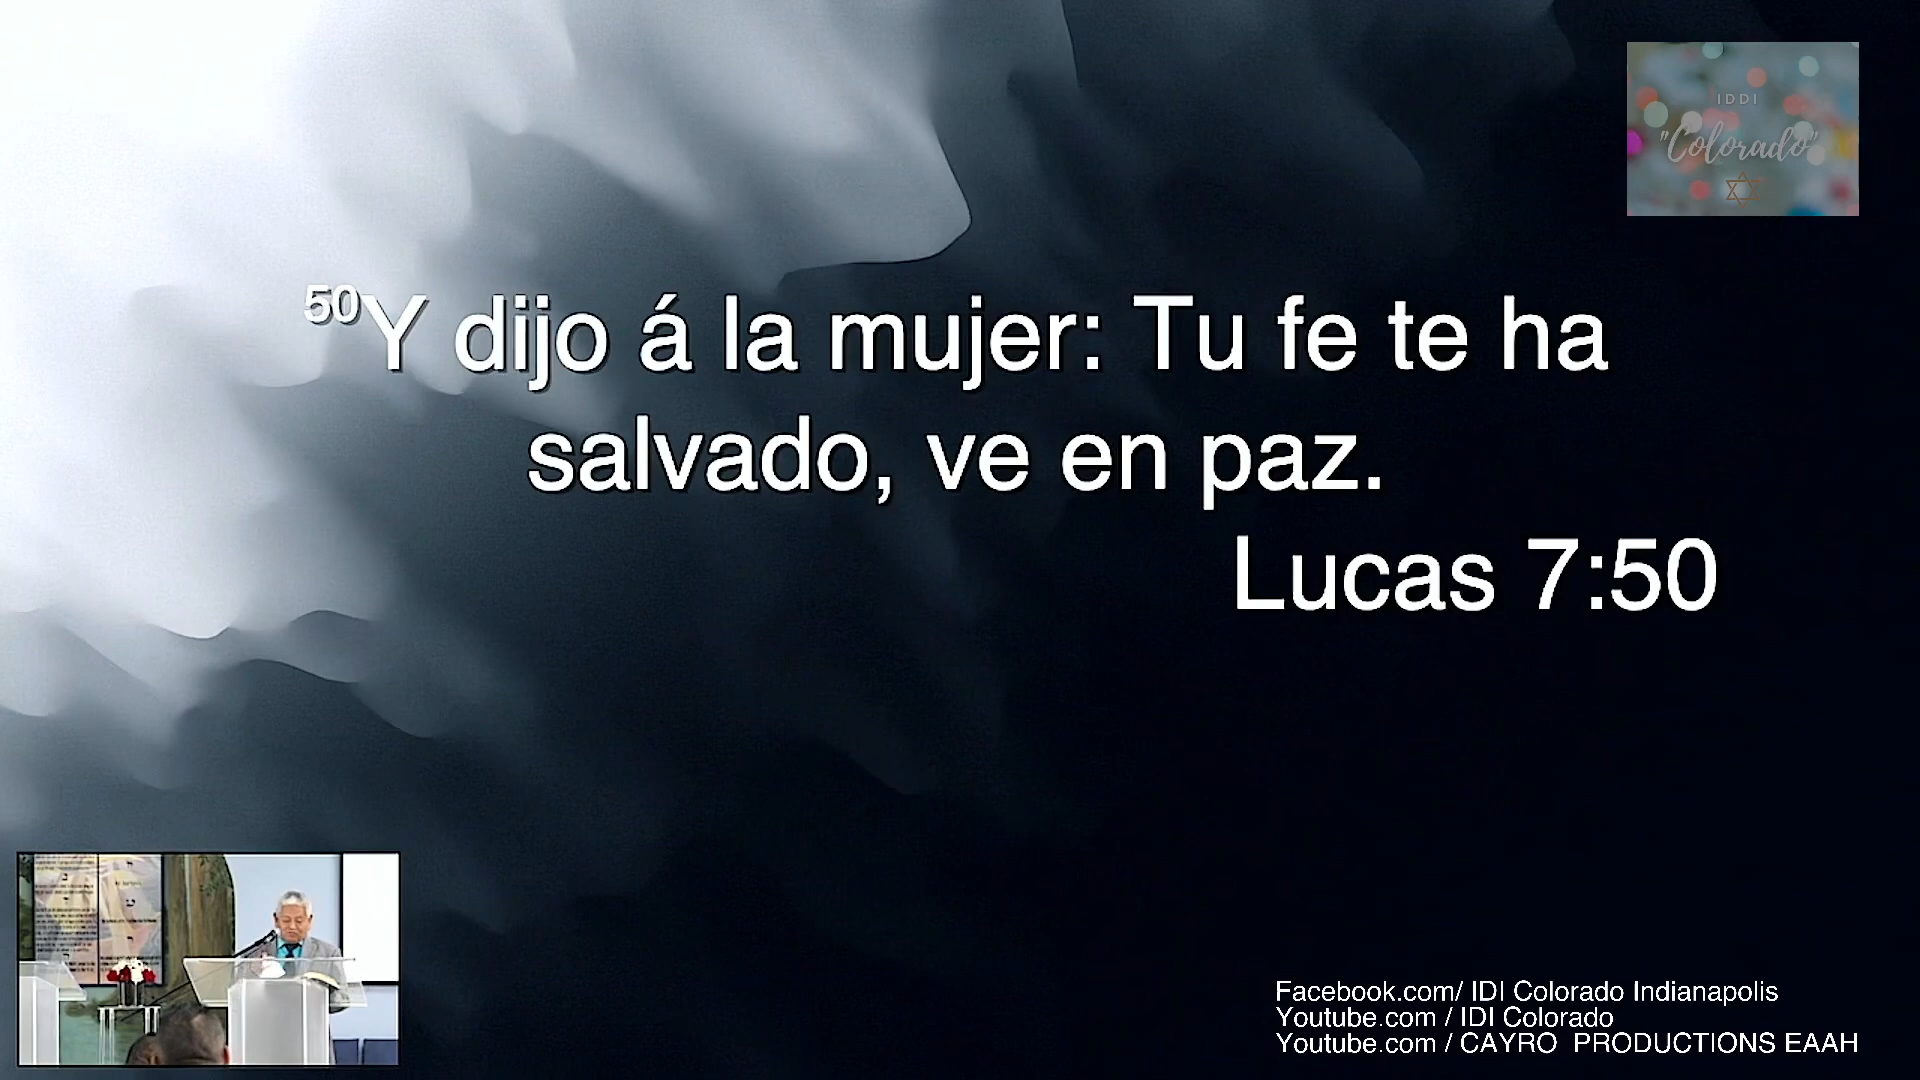 IDDI
"Colorado"
50Y dijo á la mujer: Tu fe te ha
salvado, ve en paz.
Lucas 7:50
Facebook.com/ IDI Colorado Indianapolis
Youtube.com / IDI Colorado
Youtube.com / CAYRO  PRODUCTIONS EAAH